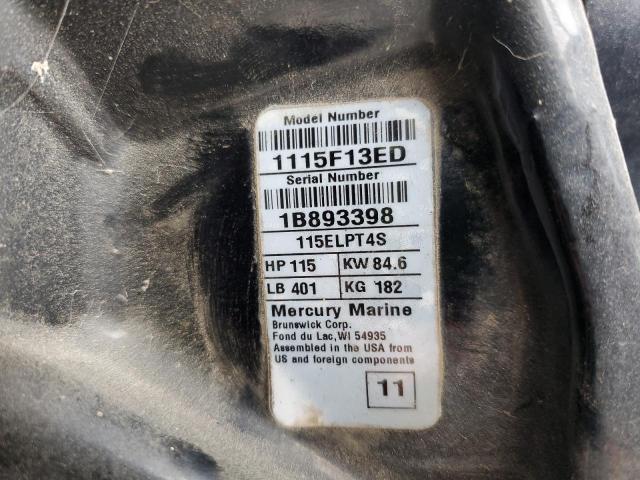 Model Number
1115F13ED
Serial Number
1B893398
115ELPT4S
HP 115 KW 84.6
LB 401 KG 182
Mercury Marine
Brunswick Corp.
Fond du Lac, WI 54935
Assembled in the USA from
US and foreign components
11